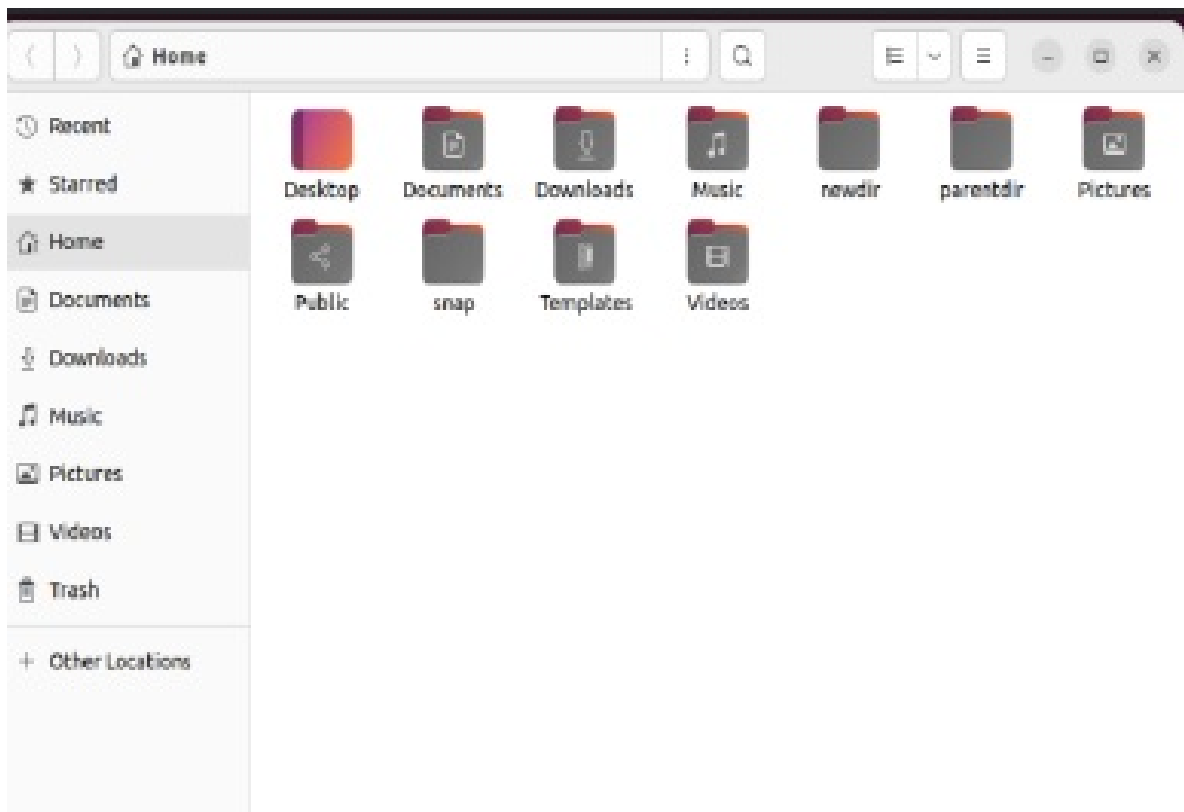 Home
Recent
Starred
Home
Documents
Downloads
Music
Pictures
Videos
Trash
Other Locations
Desktop Documents Downloads Music newdir parentdir Pictures
Public snap Templates Videos